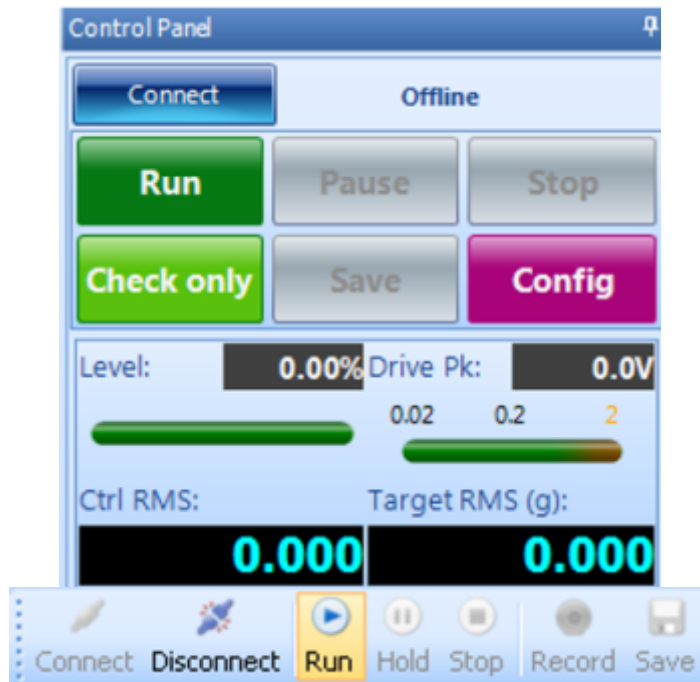 Control Panel
Connect Offline
Run Pause Stop
Check only Save Config
Level: 0.00% Drive Pk: 0.0V
0.02 0.2 2
Ctrl RMS: Target RMS (g):
0.000 0.000
Connect Disconnect Run Hold Stop Record Save